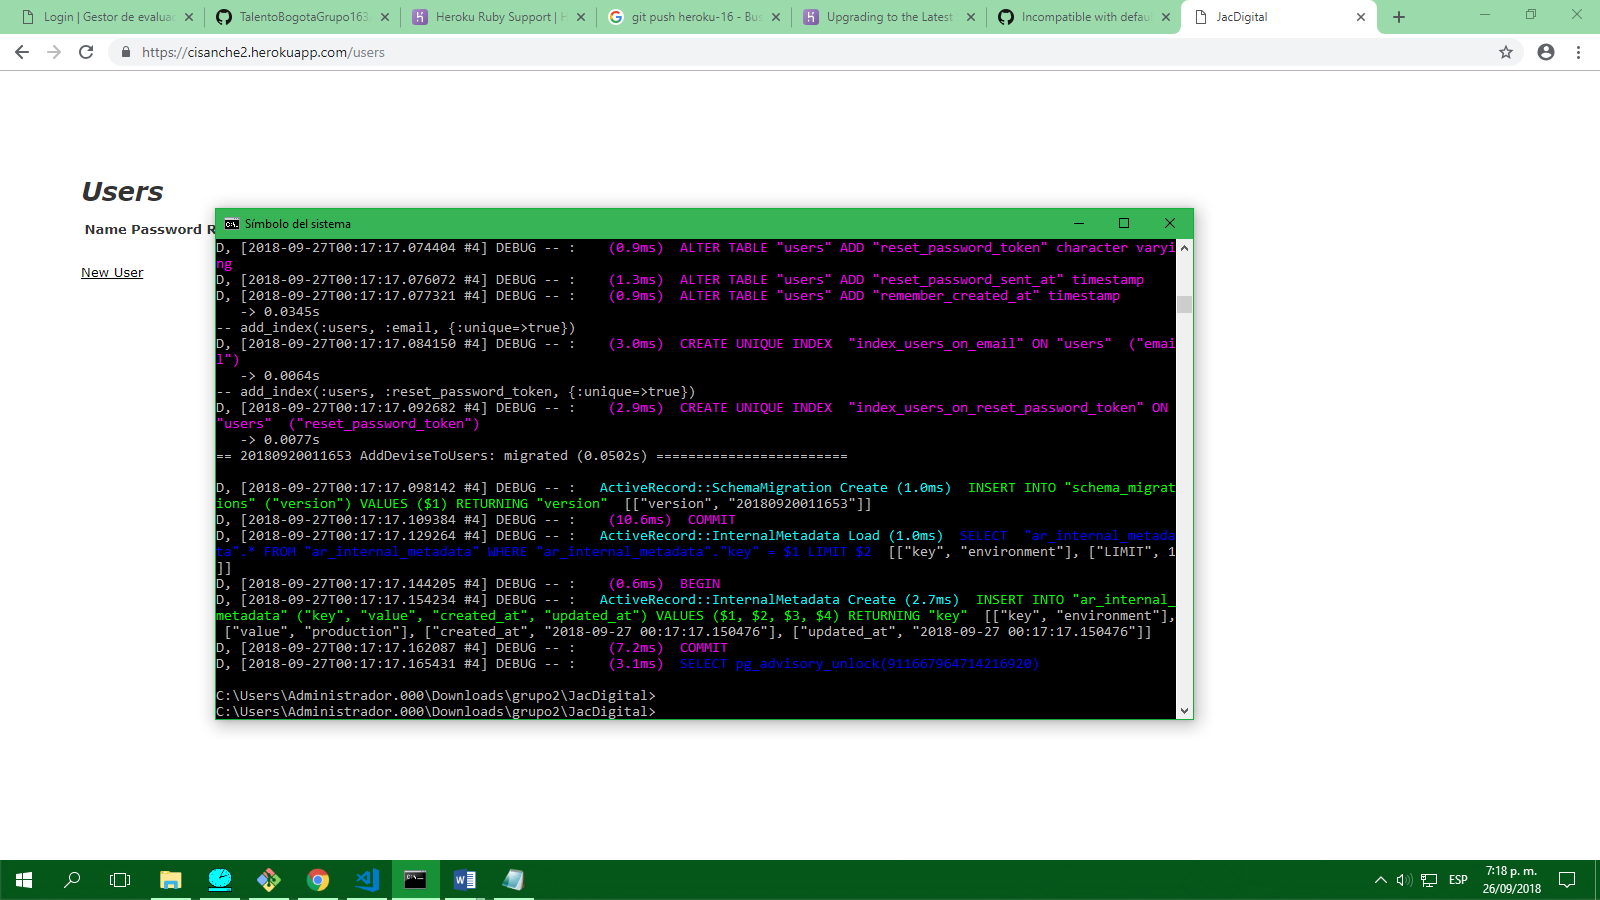 Login | Gestor de evaluac
TalentoBogotaGrupo163
Heroku Ruby Support | H
git push heroku-16 - Bus
Upgrading to the Latest S
Incompatible with defau
JacDigital
https://cisanche2.herokuapp.com/users
Users
Name Password R
New User
Símbolo del sistema
D, [2018-09-27T00:17:17.074404 #4] DEBUG -- :    (0.9ms)  ALTER TABLE "users" ADD "reset_password_token" character varyi
ng
D, [2018-09-27T00:17:17.076072 #4] DEBUG -- :    (1.3ms)  ALTER TABLE "users" ADD "reset_password_sent_at" timestamp
D, [2018-09-27T00:17:17.077321 #4] DEBUG -- :    (0.9ms)  ALTER TABLE "users" ADD "remember_created_at" timestamp
   -> 0.0345s
-- add_index(:users, :email, {:unique=>true})
D, [2018-09-27T00:17:17.084150 #4] DEBUG -- :    (3.0ms)  CREATE UNIQUE INDEX  "index_users_on_email" ON "users"  ("emai
l")
   -> 0.0064s
-- add_index(:users, :reset_password_token, {:unique=>true})
D, [2018-09-27T00:17:17.092682 #4] DEBUG -- :    (2.9ms)  CREATE UNIQUE INDEX  "index_users_on_reset_password_token" ON
"users"  ("reset_password_token")
   -> 0.0077s
== 20180920011653 AddDeviseToUsers: migrated (0.0502s) ========================
D, [2018-09-27T00:17:17.098142 #4] DEBUG -- :   ActiveRecord::SchemaMigration Create (1.0ms)  INSERT INTO "schema_migrat
ions" ("version") VALUES ($1) RETURNING "version"  [["version", "20180920011653"]]
D, [2018-09-27T00:17:17.109384 #4] DEBUG -- :    (10.6ms)  COMMIT
D, [2018-09-27T00:17:17.129264 #4] DEBUG -- :   ActiveRecord::InternalMetadata Load (1.0ms)  SELECT  "ar_internal_metada
ta".* FROM "ar_internal_metadata" WHERE "ar_internal_metadata"."key" = $1 LIMIT $2  [["key", "environment"], ["LIMIT", 1
]]
D, [2018-09-27T00:17:17.144205 #4] DEBUG -- :    (0.6ms)  BEGIN
D, [2018-09-27T00:17:17.154234 #4] DEBUG -- :   ActiveRecord::InternalMetadata Create (2.7ms)  INSERT INTO "ar_internal_
metadata" ("key", "value", "created_at", "updated_at") VALUES ($1, $2, $3, $4) RETURNING "key"  [["key", "environment"],
 ["value", "production"], ["created_at", "2018-09-27 00:17:17.150476"], ["updated_at", "2018-09-27 00:17:17.150476"]]
D, [2018-09-27T00:17:17.162087 #4] DEBUG -- :    (7.2ms)  COMMIT
D, [2018-09-27T00:17:17.165431 #4] DEBUG -- :    (3.1ms)  SELECT pg_advisory_unlock(911667964714216920)
C:\Users\Administrador.000\Downloads\grupo2\JacDigital>
C:\Users\Administrador.000\Downloads\grupo2\JacDigital>
ESP
7:18 p. m.
26/09/2018